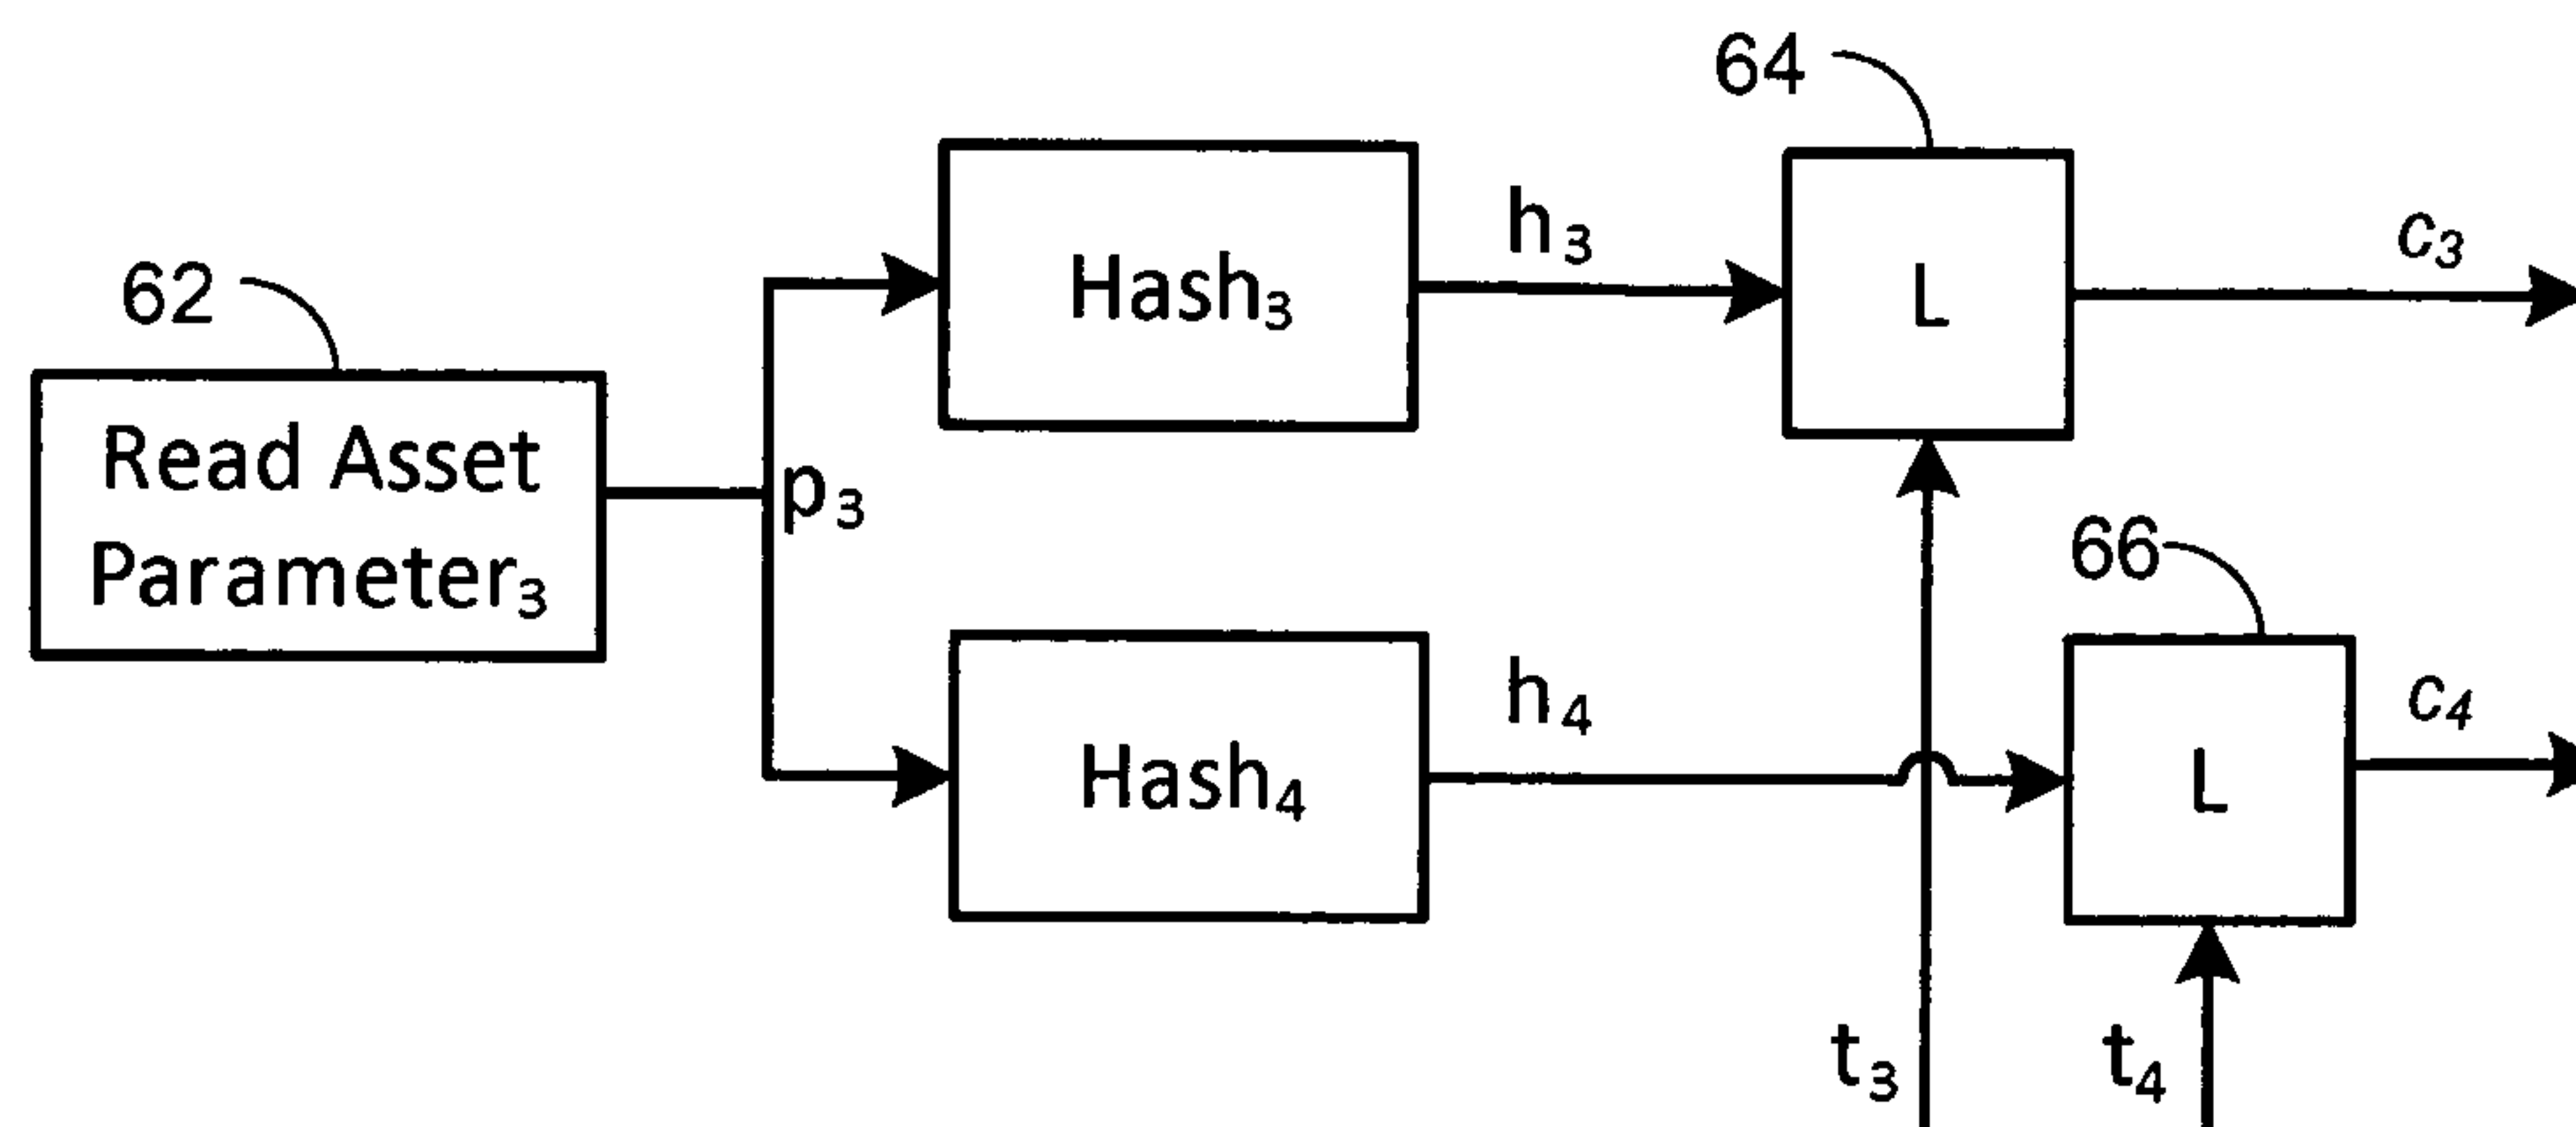 64
62
Hash₃
h₃
L
c₃
Read Asset
Parameter₃
p₃
66
Hash₄
h₄
L
c₄
t₃
t₄